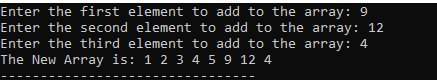 Enter the first element to add to the array: 9
Enter the second element to add to the array: 12
Enter the third element to add to the array: 4
The New Array is: 1 2 3 4 5 9 12 4
--------------------------------